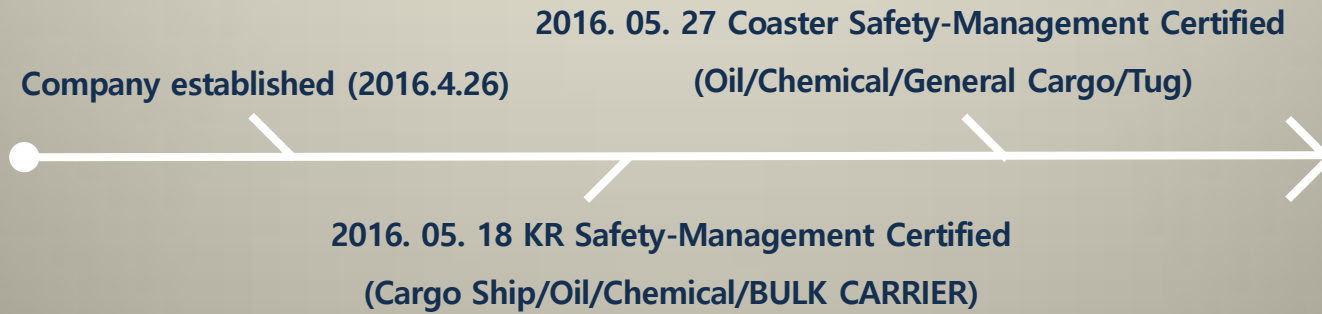 2016. 05. 27 Coaster Safety-Management Certified
(Oil/Chemical/General Cargo/Tug)
Company established (2016.4.26)
2016. 05. 18 KR Safety-Management Certified
(Cargo Ship/Oil/Chemical/BULK CARRIER)